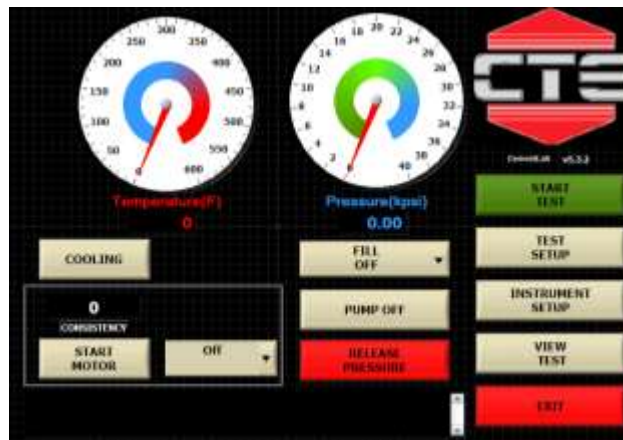 50
100
150
200
250
300
350
400
450
500
550
600
0
Temperature(F)
0
0
2
4
6
8
10
12
14
16
18
20
22
24
26
28
30
32
34
36
38
40
Pressure(kpsi)
0.00
CTE
v5.3.2
START
TEST
COOLING
FILL
OFF
TEST
SETUP
0
CONSISTENCY
PUMP OFF
INSTRUMENT
SETUP
START
MOTOR
Off
RELEASE
PRESSURE
VIEW
TEST
EXIT